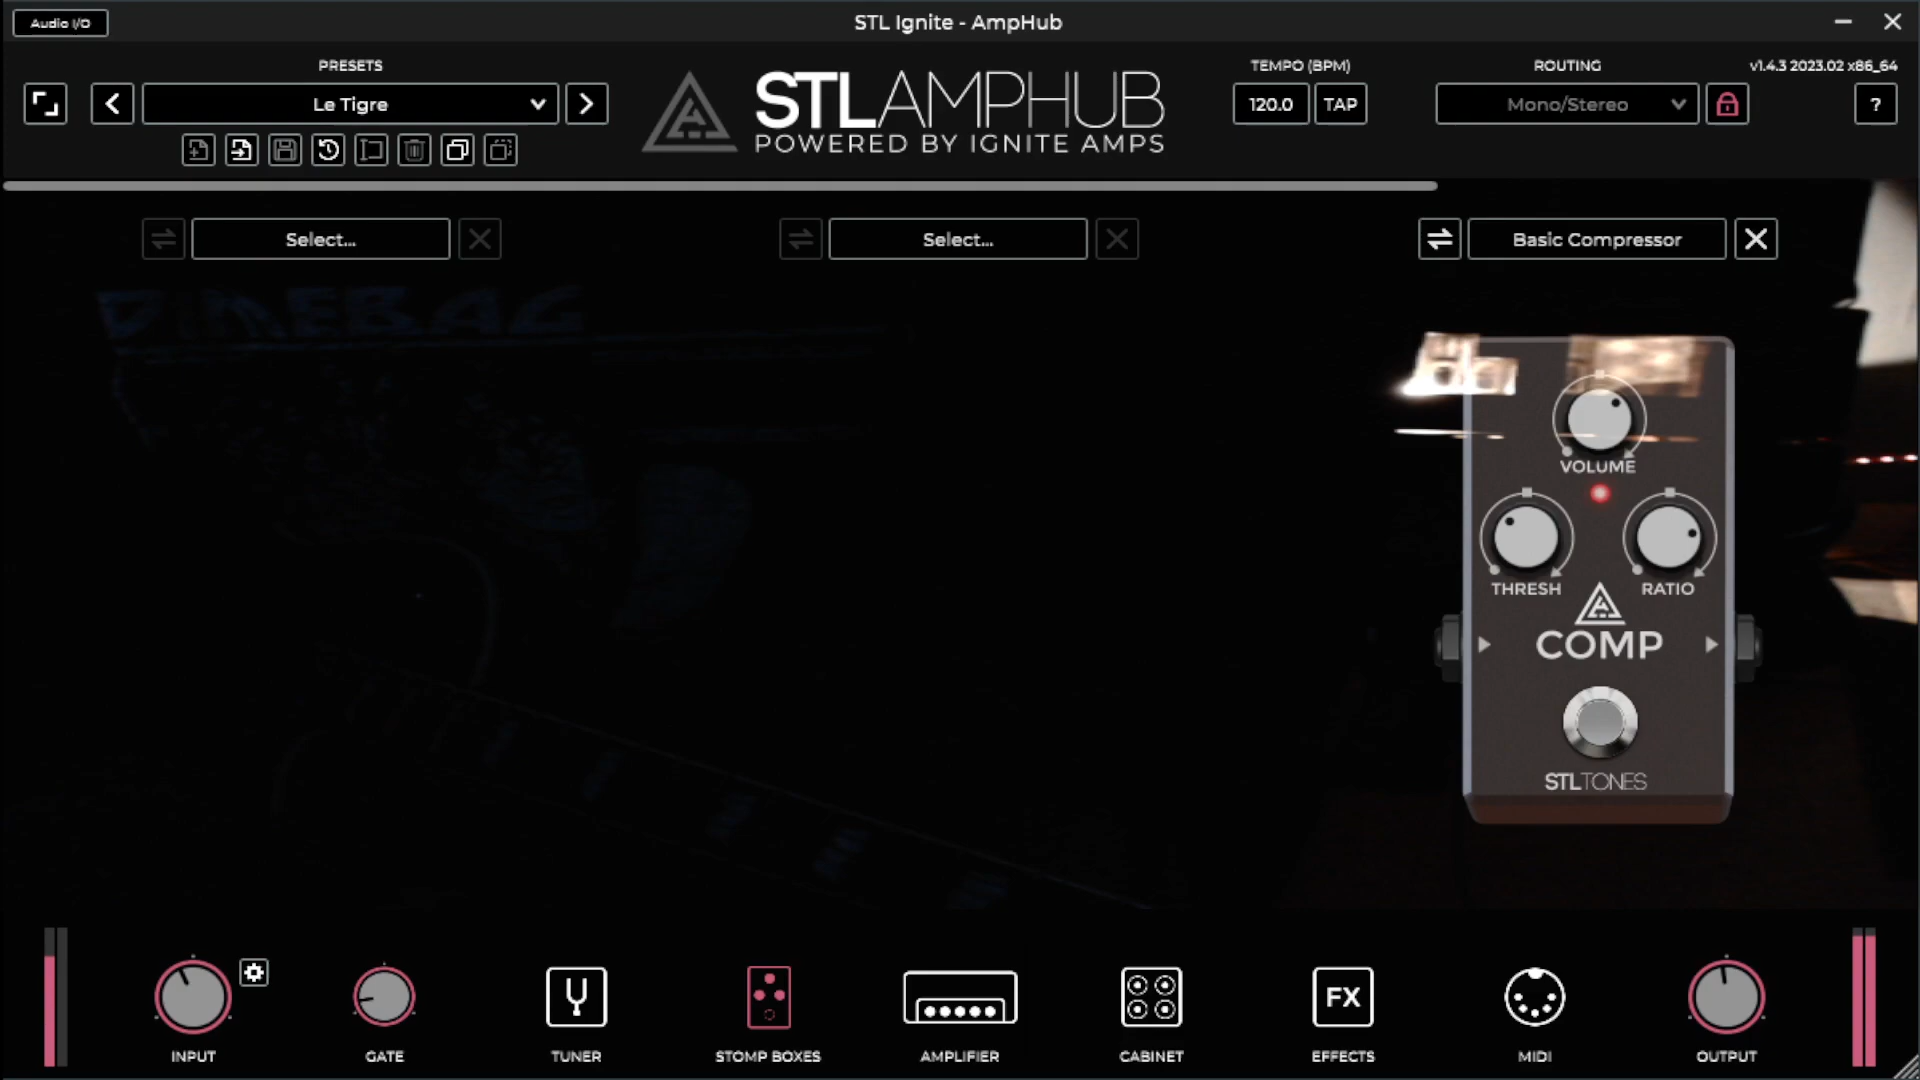 Audio I/O
STL Ignite - AmpHub
PRESETS
Le Tigre
STLAMPHUB
POWERED BY IGNITE AMPS
TEMPO (BPM)
120.0
TAP
ROUTING
Mono/Stereo
v1.4.3 2023.02 x86_64
?
Select...
Select...
Basic Compressor
DIMEBAG
VOLUME
THRESH
RATIO
COMP
STLTONES
INPUT
GATE
TUNER
STOMP BOXES
AMPLIFIER
CABINET
FX
EFFECTS
MIDI
OUTPUT